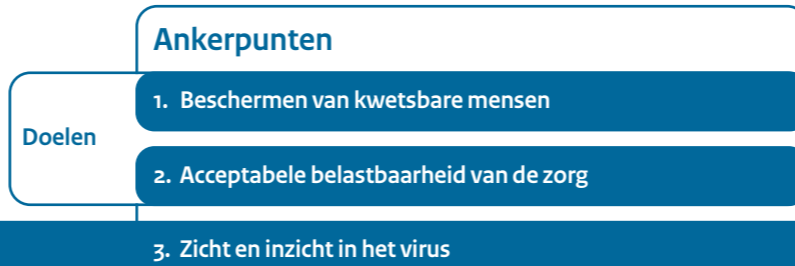 Ankerpunten
Doelen
1. Beschermen van kwetsbare mensen
2. Acceptabele belastbaarheid van de zorg
3. Zicht en inzicht in het virus